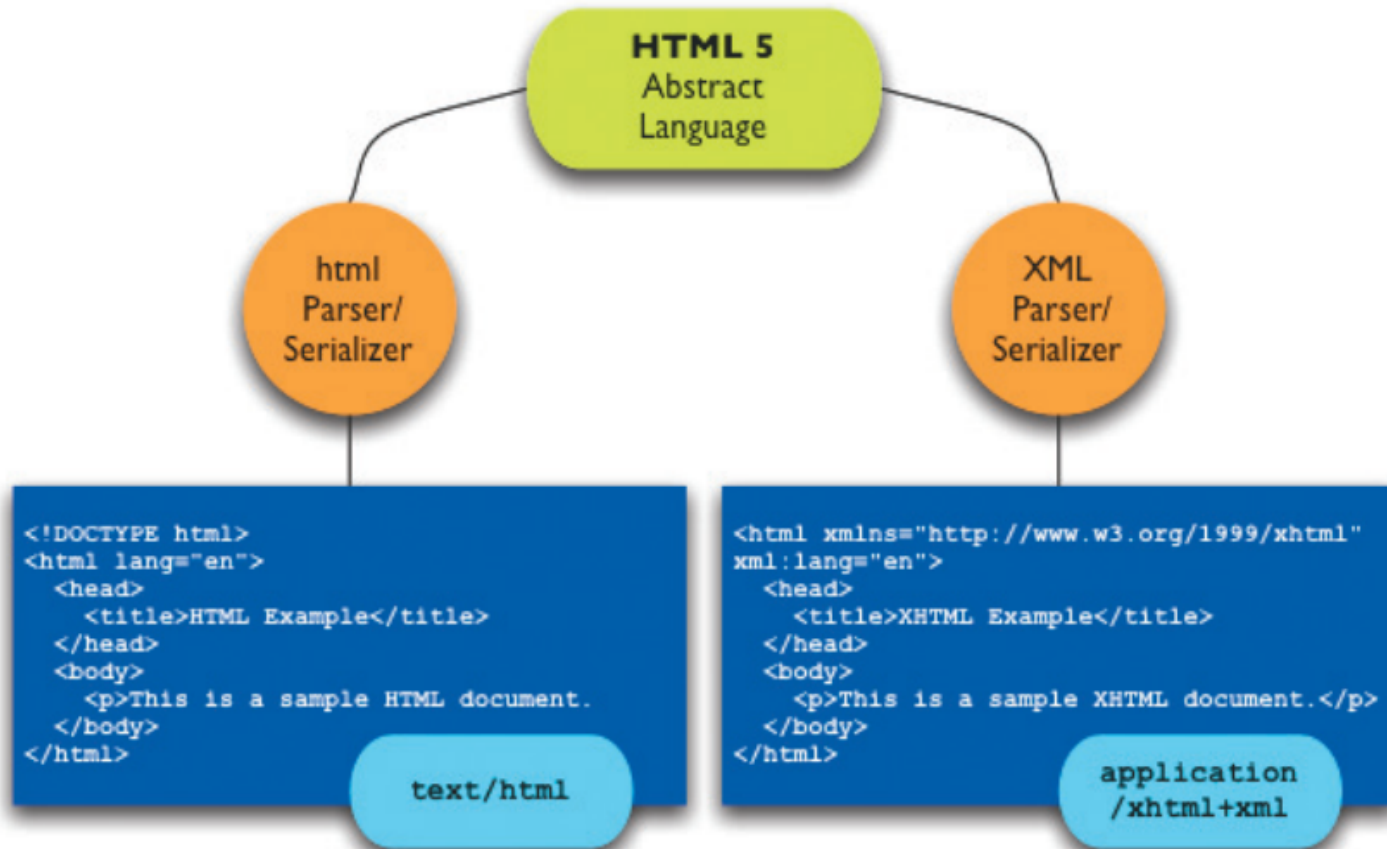 HTML 5
Abstract
Language
html
Parser/
Serializer
XML
Parser/
Serializer
<!DOCTYPE html>
<html lang="en">
  <head>
    <title>HTML Example</title>
  </head>
  <body>
    <p>This is a sample HTML document.
  </body>
</html>
text/html
<html xmlns="http://www.w3.org/1999/xhtml"
xml:lang="en">
  <head>
    <title>XHTML Example</title>
  </head>
  <body>
    <p>This is a sample XHTML document.</p>
  </body>
</html>
application
/xhtml+xml